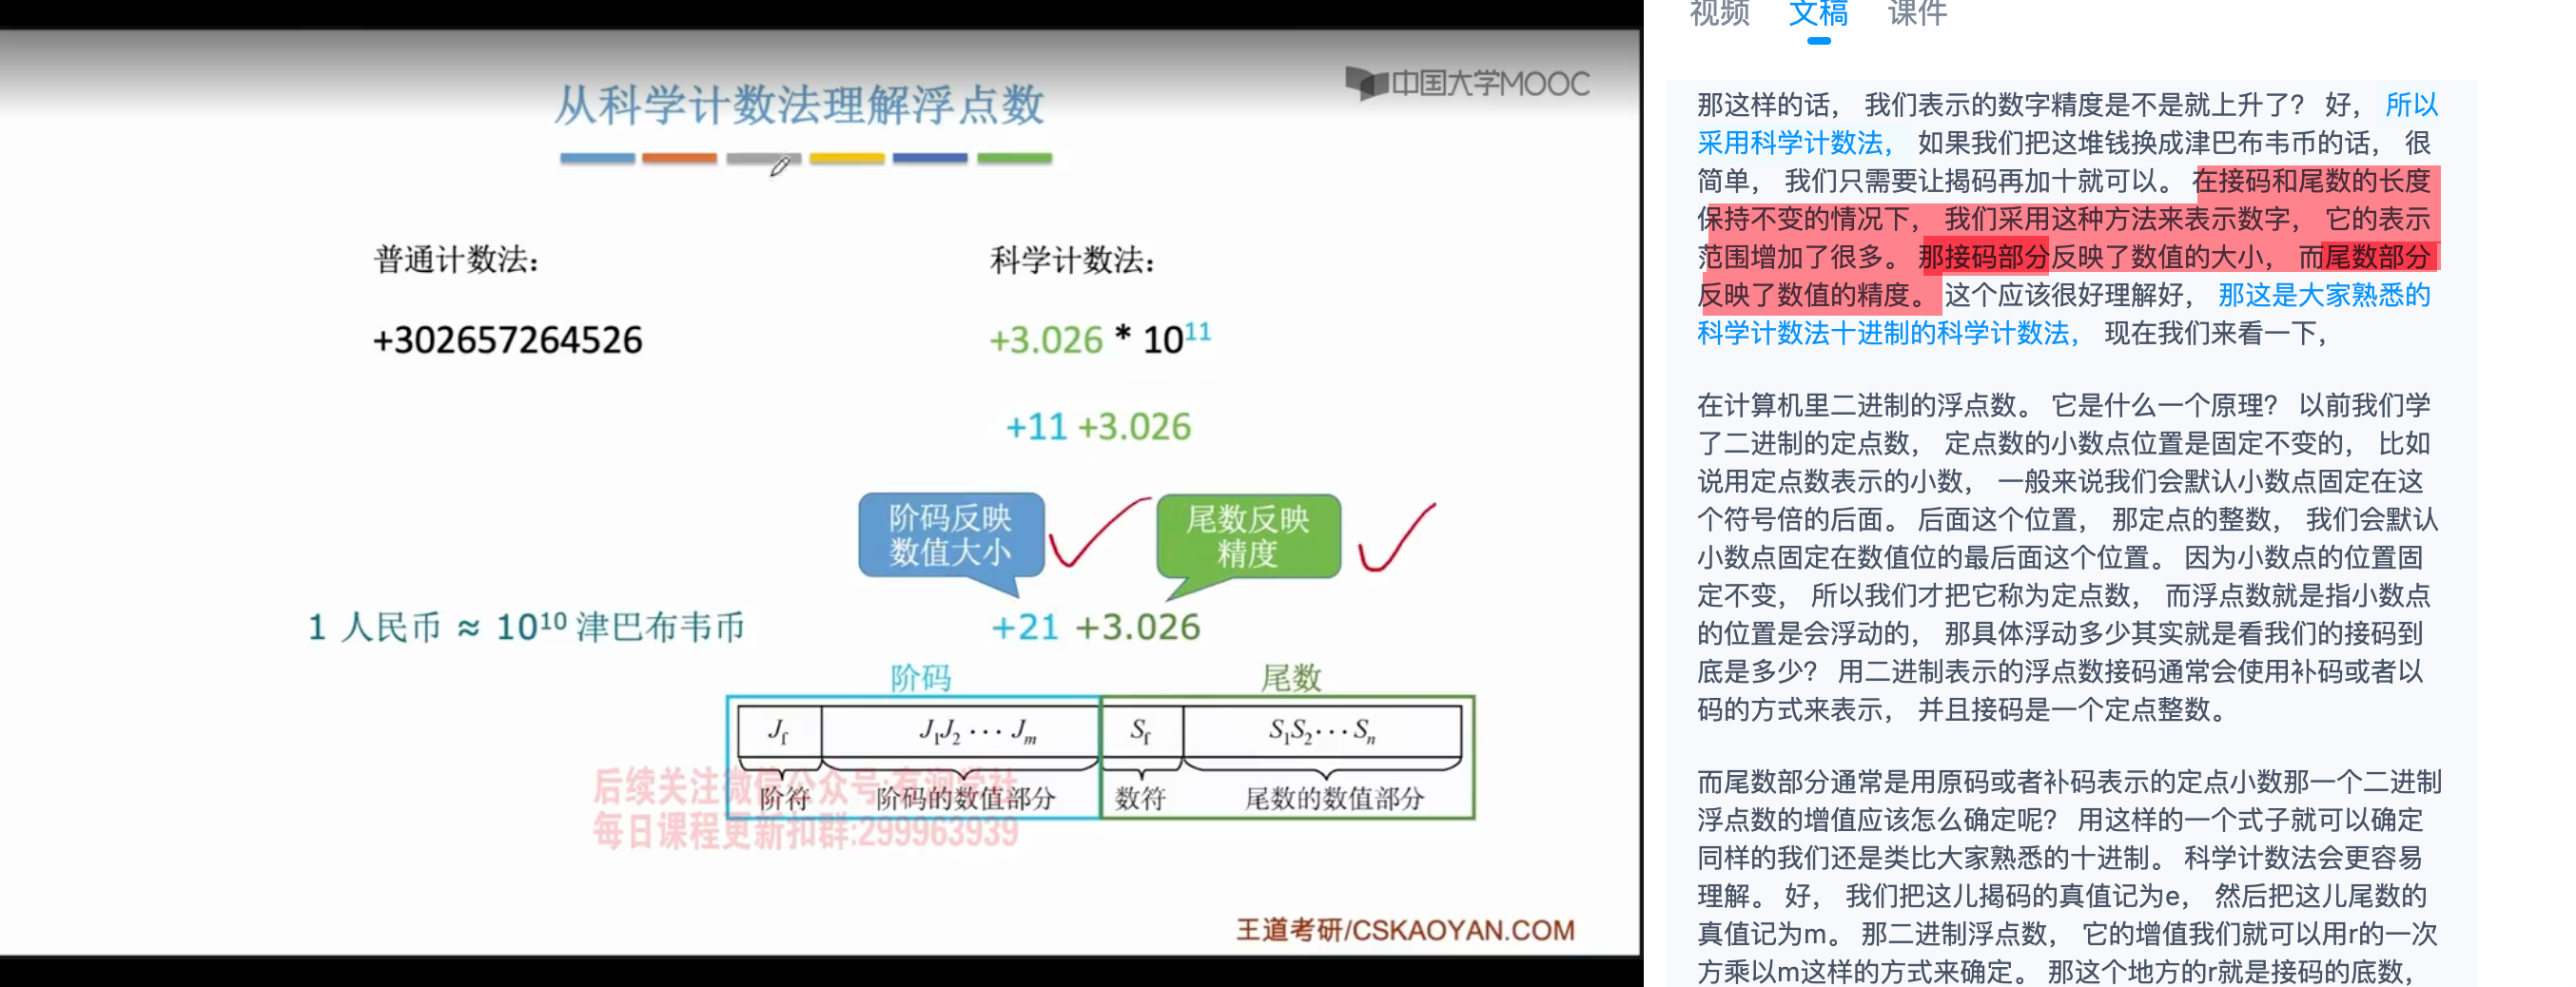 从科学计数法理解浮点数
中国大学MOOC
普通计数法：
科学计数法：
+302657264526
+3.026 * 10¹¹
+11 +3.026
阶码反映
数值大小
尾数反映
精度
1 人民币 ≈ 10¹⁰ 津巴布韦币
+21 +3.026
阶码
尾数
J_f
J₁J₂ ··· J_m
S_f
S₁S₂ ··· S_n
阶符
阶码的数值部分
数符
尾数的数值部分
后续关注微信公众号:有润学社
每日课程更新扣群:299963939
王道考研/CSKAOYAN.COM
视频 文稿 课件
那这样的话， 我们表示的数字精度是不是就上升了？ 好， 所以
采用科学计数法， 如果我们把这堆钱换成津巴布韦币的话， 很
简单， 我们只需要让揭码再加十就可以。 在接码和尾数的长度
保持不变的情况下， 我们采用这种方法来表示数字， 它的表示
范围增加了很多。 那接码部分反映了数值的大小， 而尾数部分
反映了数值的精度。 这个应该很好理解好， 那这是大家熟悉的
科学计数法十进制的科学计数法， 现在我们来看一下，
在计算机里二进制的浮点数。 它是什么一个原理？ 以前我们学
了二进制的定点数， 定点数的小数点位置是固定不变的， 比如
说用定点数表示的小数， 一般来说我们会默认小数点固定在这
个符号倍的后面。 后面这个位置， 那定点的整数， 我们会默认
小数点固定在数值位的最后面这个位置。 因为小数点的位置固
定不变， 所以我们才把它称为定点数， 而浮点数就是指小数点
的位置是会浮动的， 那具体浮动多少其实就是看我们的接码到
底是多少？ 用二进制表示的浮点数接码通常会使用补码或者以
码的方式来表示， 并且接码是一个定点整数。
而尾数部分通常是用原码或者补码表示的定点小数那一个二进制
浮点数的增值应该怎么确定呢？ 用这样的一个式子就可以确定
同样的我们还是类比大家熟悉的十进制。 科学计数法会更容易
理解。 好， 我们把这儿揭码的真值记为e， 然后把这儿尾数的
真值记为m。 那二进制浮点数， 它的增值我们就可以用r的一次
方乘以m这样的方式来确定。 那这个地方的r就是接码的底数，